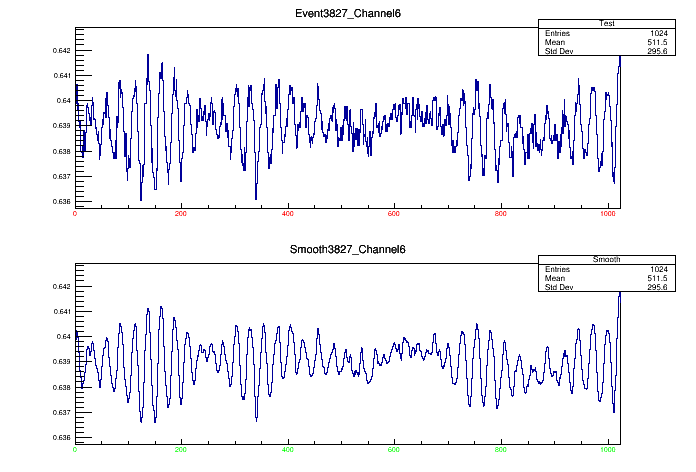 Event3827_Channel6
Test
Entries 1024
Mean 511.5
Std Dev 295.6
0.642
0.641
0.64
0.639
0.638
0.637
0.636
0 200 400 600 800 1000
Smooth3827_Channel6
Smooth
Entries 1024
Mean 511.5
Std Dev 295.6
0.642
0.641
0.64
0.639
0.638
0.637
0.636
0 200 400 600 800 1000